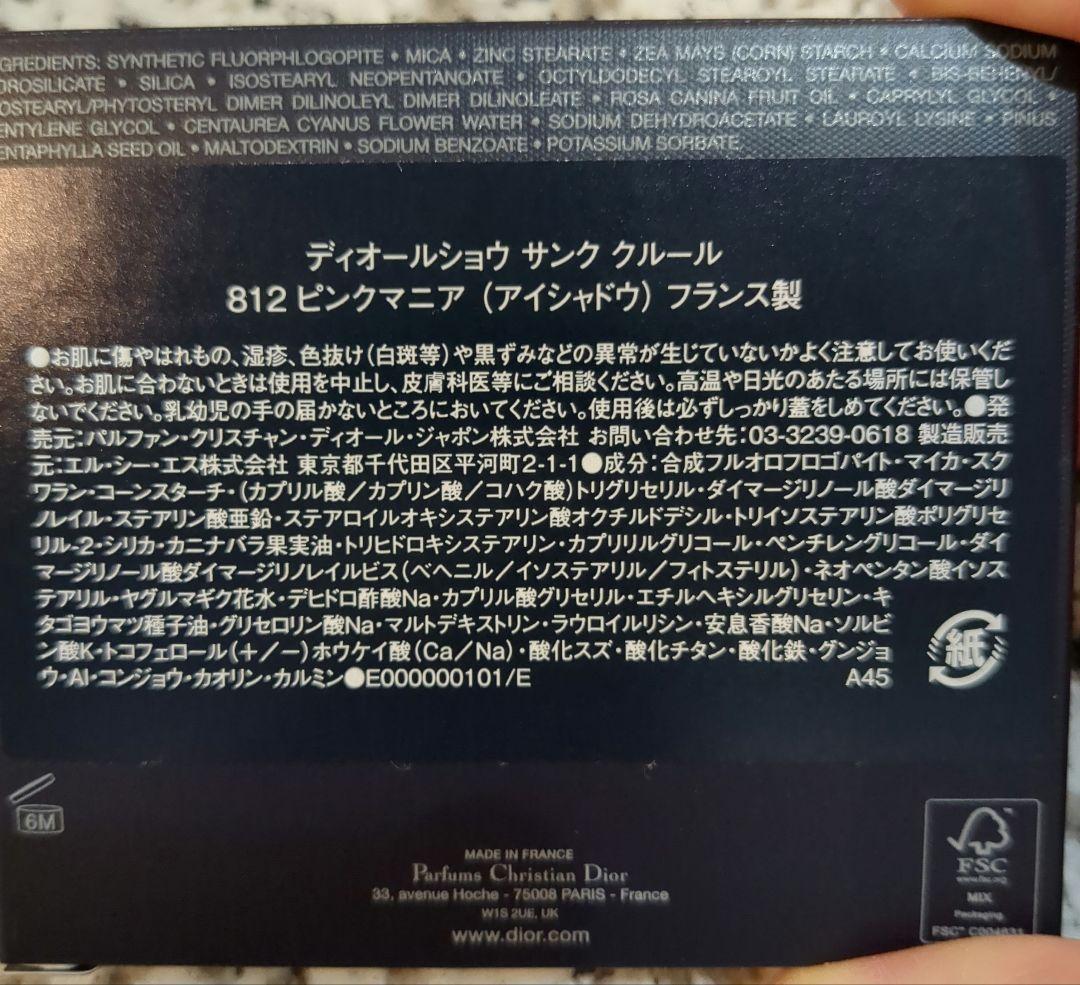 GREDIENTS: SYNTHETIC FLUORPHLOGOPITE • MICA • ZINC STEARATE • ZEA MAYS (CORN) STARCH • CALCIUM SODIUM
OROSILICATE • SILICA • ISOSTEARYL NEOPENTANOATE • OCTYLDODECYL STEAROYL STEARATE • BIS-BEHENYL/
OSTEARYL/PHYTOSTERYL DIMER DILINOLEYL DIMER DILINOLEATE • ROSA CANINA FRUIT OIL • CAPRYLYL GLYCOL •
ENTYLENE GLYCOL • CENTAUREA CYANUS FLOWER WATER • SODIUM DEHYDROACETATE • LAUROYL LYSINE • PINUS
ENTAPHYLLA SEED OIL • MALTODEXTRIN • SODIUM BENZOATE • POTASSIUM SORBATE
ディオールショウ サンク クルール
812 ピンクマニア (アイシャドウ) フランス製
●お肌に傷やはれもの、湿疹、色抜け(白斑等)や黒ずみなどの異常が生じていないかよく注意してお使いくだ
さい。お肌に合わないときは使用を中止し、皮膚科医等にご相談ください。高温や日光のあたる場所には保管し
ないでください。乳幼児の手の届かないところにおいてください。使用後は必ずしっかり蓋をしめてください。●発
売元:パルファン・クリスチャン・ディオール・ジャポン株式会社 お問い合わせ先:03-3239-0618 製造販売
元:エル・シー・エス株式会社 東京都千代田区平河町2-1-1●成分:合成フルオロフロゴパイト・マイカ・スク
ワラン・コーンスターチ・(カプリル酸/カプリン酸/コハク酸)トリグリセリル・ダイマージリノール酸ダイマージリ
ノレイル・ステアリン酸亜鉛・ステアロイルオキシステアリン酸オクチルドデシル・トリイソステアリン酸ポリグリセ
リル-2・シリカ・カニナバラ果実油・トリヒドロキシステアリン・カプリリルグリコール・ペンチレングリコール・ダイ
マージリノール酸ダイマージリノレイルビス(ベヘニル/イソステアリル/フィトステリル)・ネオペンタン酸イソス
テアリル・ヤグルマギク花水・デヒドロ酢酸Na・カプリル酸グリセリル・エチルヘキシルグリセリン・キ
タゴヨウマツ種子油・グリセロリン酸Na・マルトデキストリン・ラウロイルリシン・安息香酸Na・ソルビ
ン酸K・トコフェロール(+/−)ホウケイ酸(Ca/Na)・酸化スズ・酸化チタン・酸化鉄・グンジョ
ウ・Al・コンジョウ・カオリン・カルミン●E000000101/E A45
紙
6M
MADE IN FRANCE
Parfums Christian Dior
33, avenue Hoche - 75008 PARIS - France
W1S 2UE, UK
www.dior.com
FSC
www.fsc.org
MIX
Packaging
FSC™ C004631